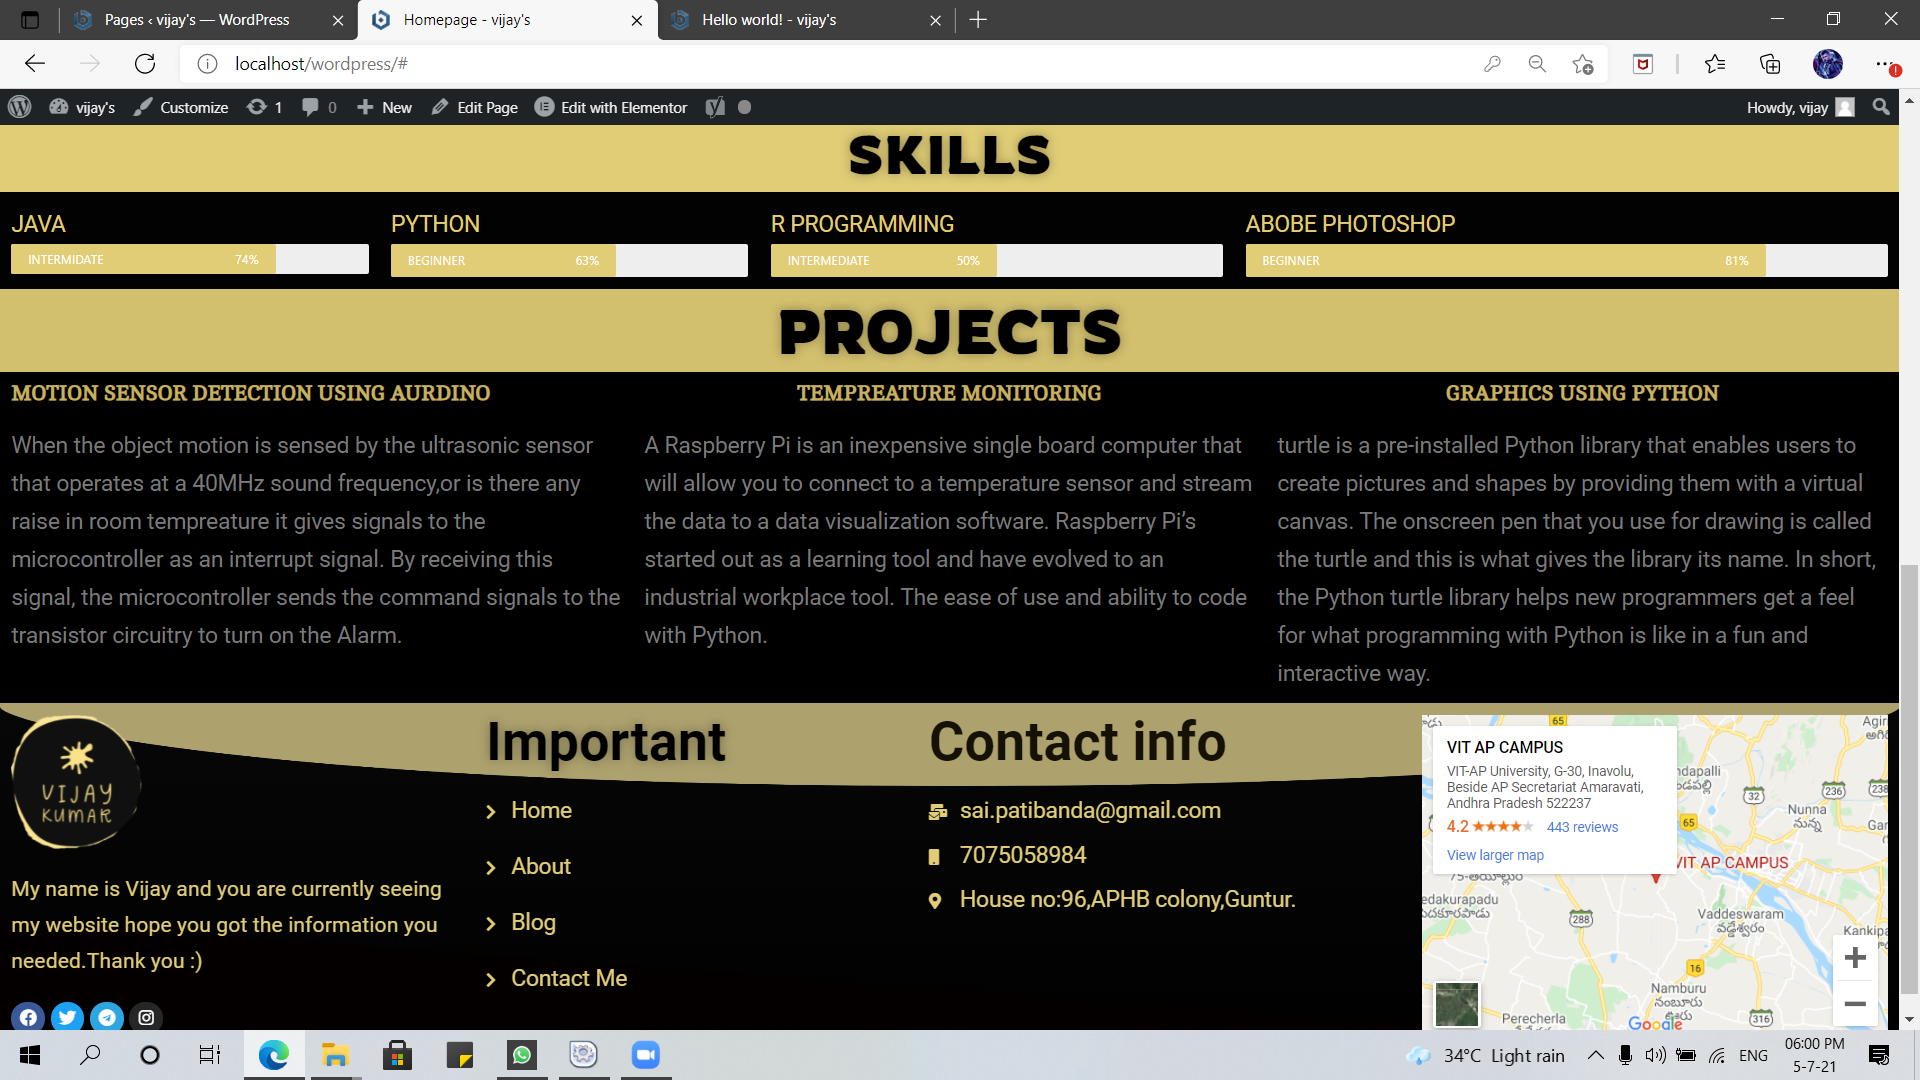 Pages ‹ vijay's — WordPress
Homepage - vijay's
Hello world! - vijay's
localhost/wordpress/#
vijay's
Customize
1
0
New
Edit Page
Edit with Elementor
Howdy, vijay
SKILLS
JAVA
INTERMIDATE 74%
PYTHON
BEGINNER 63%
R PROGRAMMING
INTERMEDIATE 50%
ABOBE PHOTOSHOP
BEGINNER 81%
PROJECTS
MOTION SENSOR DETECTION USING AURDINO
When the object motion is sensed by the ultrasonic sensor
that operates at a 40MHz sound frequency,or is there any
raise in room tempreature it gives signals to the
microcontroller as an interrupt signal. By receiving this
signal, the microcontroller sends the command signals to the
transistor circuitry to turn on the Alarm.
TEMPREATURE MONITORING
A Raspberry Pi is an inexpensive single board computer that
will allow you to connect to a temperature sensor and stream
the data to a data visualization software. Raspberry Pi’s
started out as a learning tool and have evolved to an
industrial workplace tool. The ease of use and ability to code
with Python.
GRAPHICS USING PYTHON
turtle is a pre-installed Python library that enables users to
create pictures and shapes by providing them with a virtual
canvas. The onscreen pen that you use for drawing is called
the turtle and this is what gives the library its name. In short,
the Python turtle library helps new programmers get a feel
for what programming with Python is like in a fun and
interactive way.
VIJAY
KUMAR
My name is Vijay and you are currently seeing
my website hope you got the information you
needed.Thank you :)
Important
Home
About
Blog
Contact Me
Contact info
sai.patibanda@gmail.com
7075058984
House no:96,APHB colony,Guntur.
VIT AP CAMPUS
VIT-AP University, G-30, Inavolu,
Beside AP Secretariat Amaravati,
Andhra Pradesh 522237
4.2 443 reviews
View larger map
65
32
236
238
Nunna
నున్న
65
VIT AP CAMPUS
288
Vaddeswaram
వడ్డేశ్వరం
16
Namburu
నంబూరు
Perecherla
316
Google
34°C Light rain
ENG
06:00 PM
5-7-21